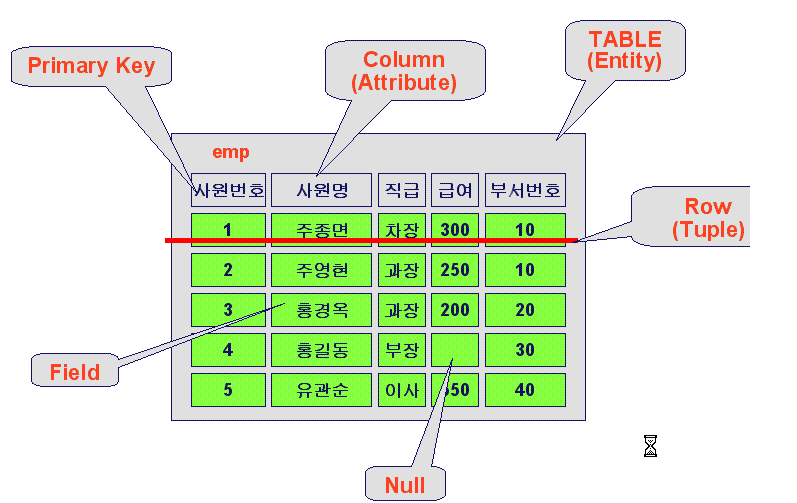 TABLE
(Entity)
Primary Key
Column
(Attribute)
emp
사원번호 사원명 직급 급여 부서번호
1 주종면 차장 300 10
Row
(Tuple)
2 주영현 과장 250 10
3 홍경옥 과장 200 20
4 홍길동 부장 30
Field
5 유관순 이사 40
Null